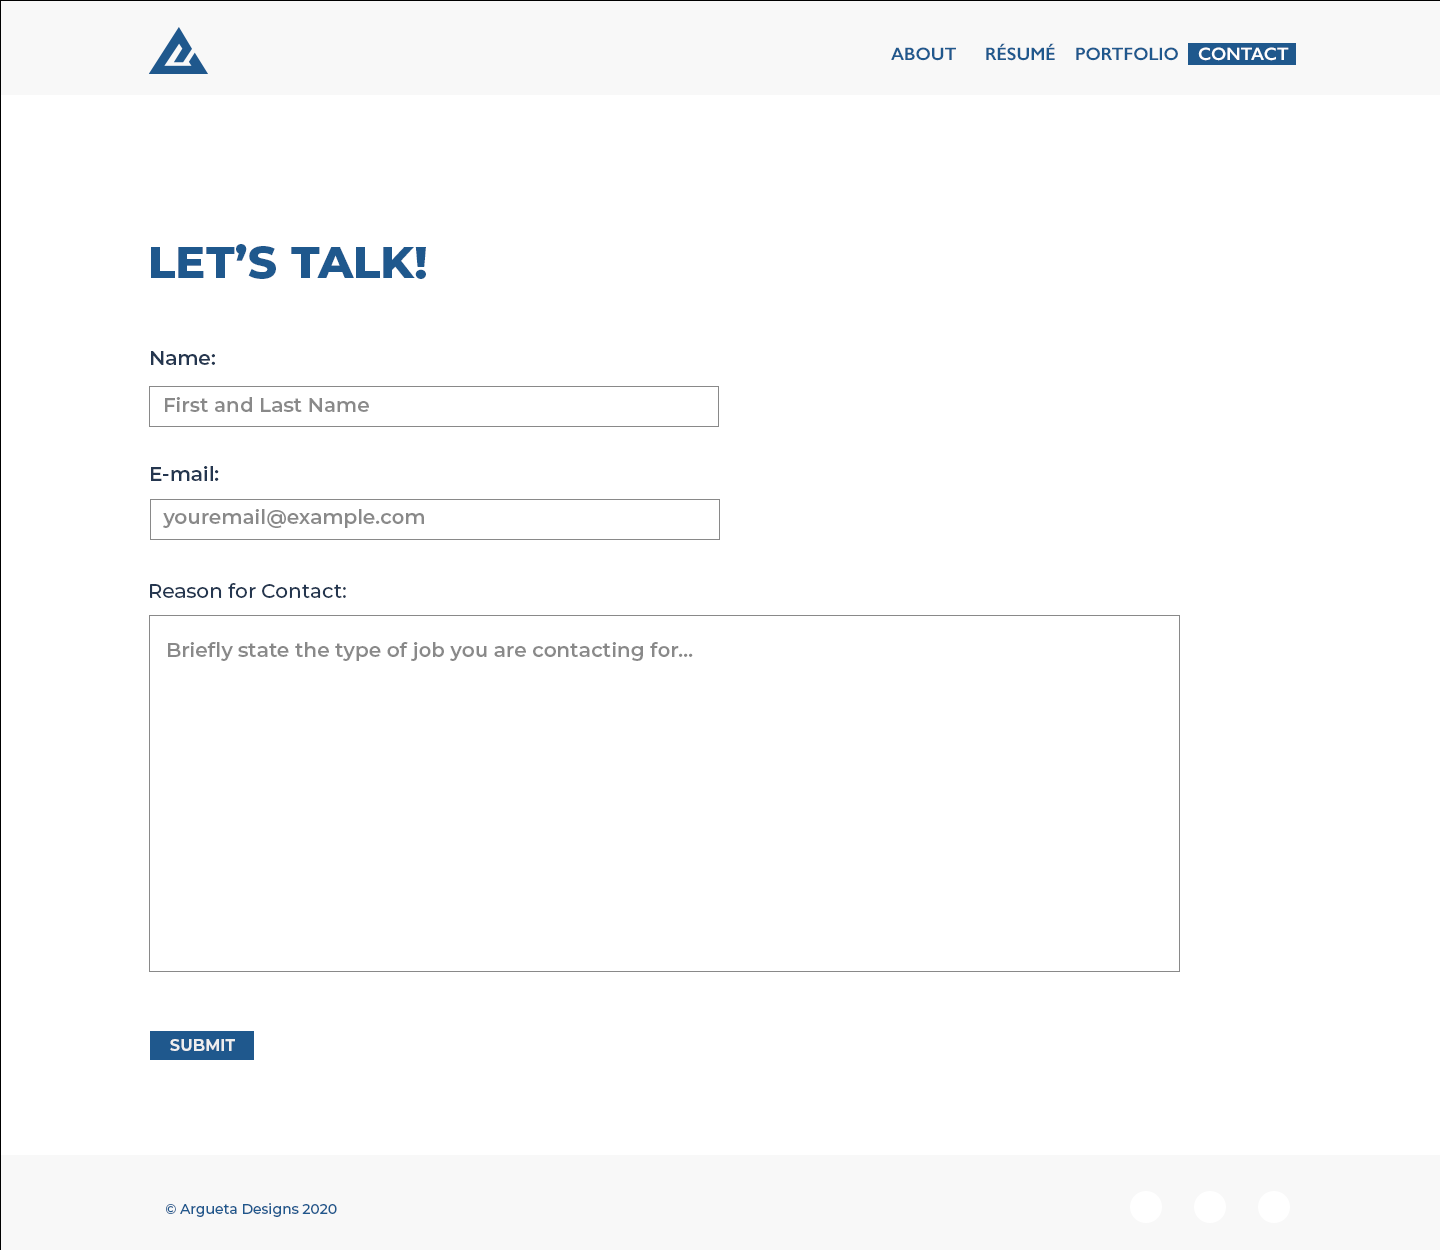 ABOUT RÉSUMÉ PORTFOLIO CONTACT
LET’S TALK!
Name:
First and Last Name
E-mail:
youremail@example.com
Reason for Contact:
Briefly state the type of job you are contacting for...
SUBMIT
© Argueta Designs 2020